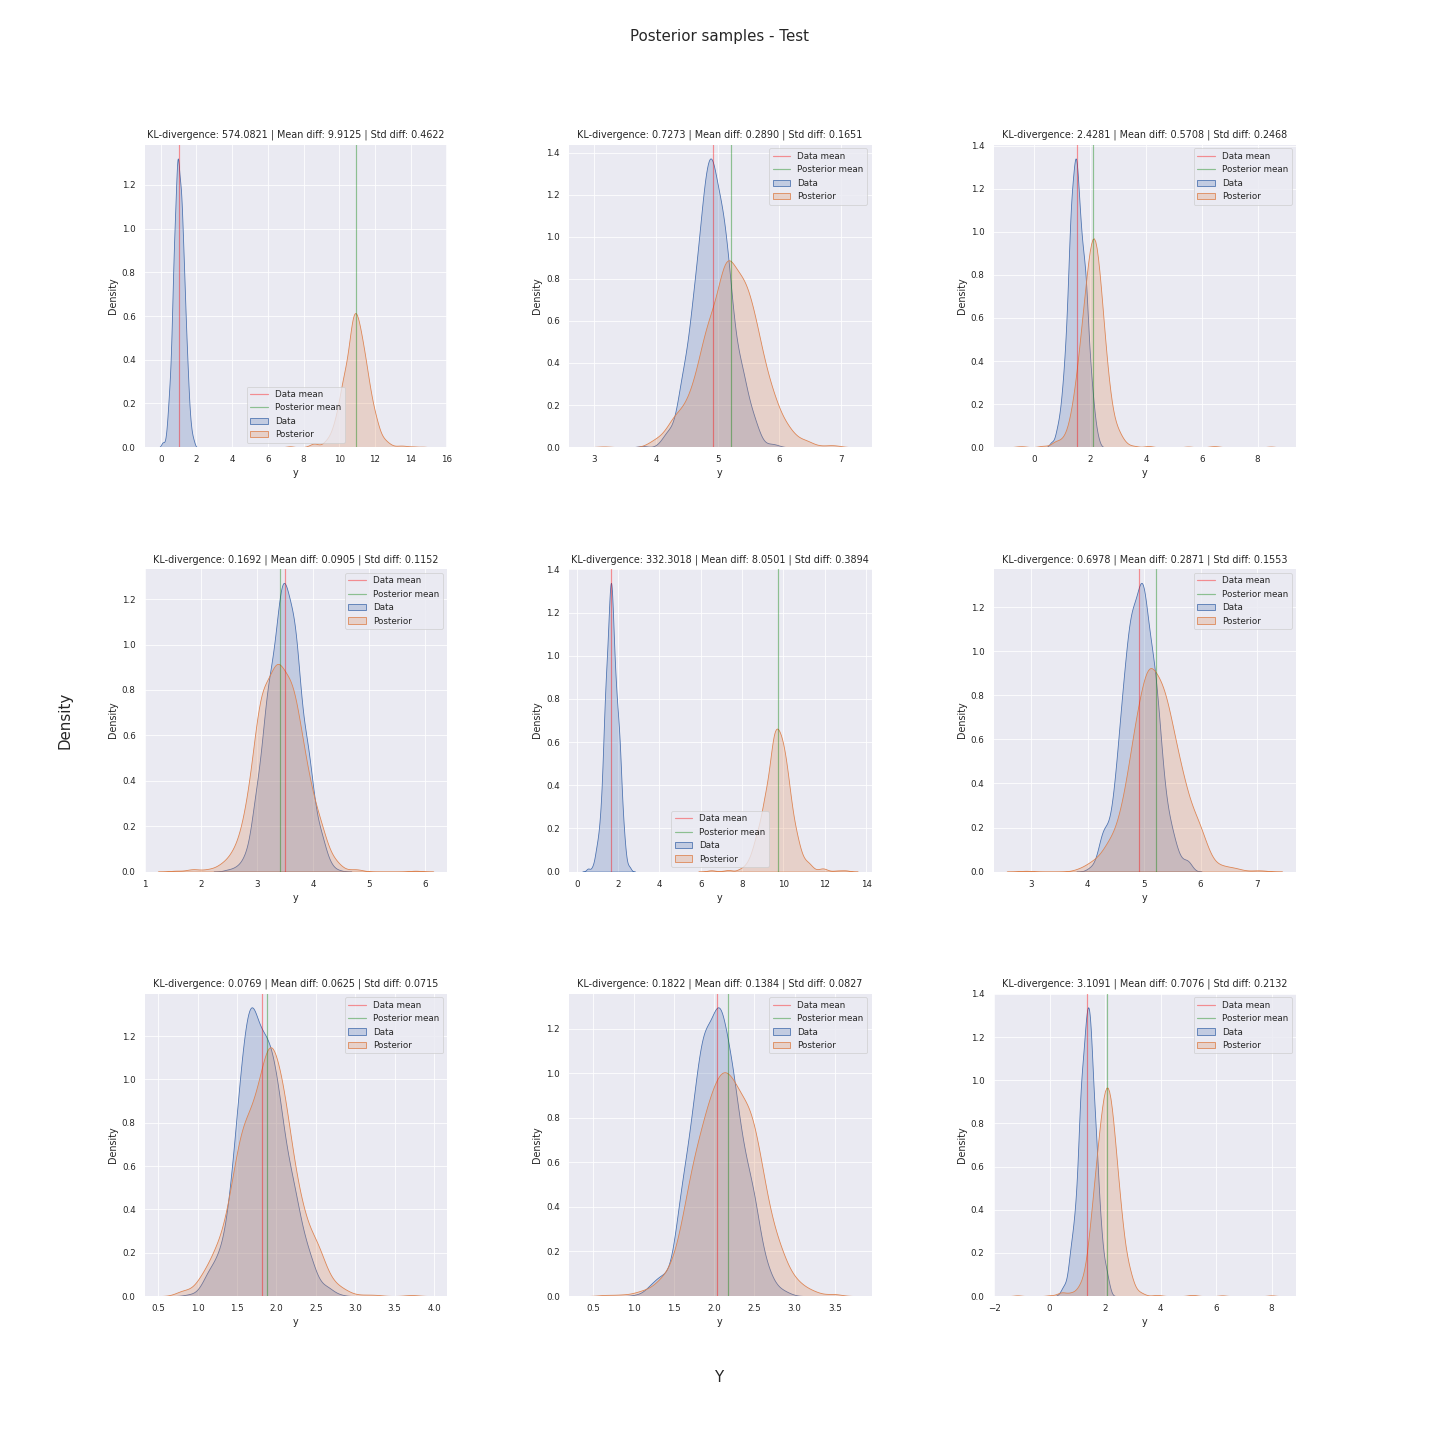 Posterior samples - Test
KL-divergence: 574.0821 | Mean diff: 9.9125 | Std diff: 0.4622
Density
0.0 0.2 0.4 0.6 0.8 1.0 1.2
Data mean
Posterior mean
Data
Posterior
0 2 4 6 8 10 12 14 16
y
KL-divergence: 0.7273 | Mean diff: 0.2890 | Std diff: 0.1651
Density
0.0 0.2 0.4 0.6 0.8 1.0 1.2 1.4
Data mean
Posterior mean
Data
Posterior
3 4 5 6 7
y
KL-divergence: 2.4281 | Mean diff: 0.5708 | Std diff: 0.2468
Density
0.0 0.2 0.4 0.6 0.8 1.0 1.2 1.4
Data mean
Posterior mean
Data
Posterior
0 2 4 6 8
y
Density
KL-divergence: 0.1692 | Mean diff: 0.0905 | Std diff: 0.1152
Density
0.0 0.2 0.4 0.6 0.8 1.0 1.2
Data mean
Posterior mean
Data
Posterior
1 2 3 4 5 6
y
KL-divergence: 332.3018 | Mean diff: 8.0501 | Std diff: 0.3894
Density
0.0 0.2 0.4 0.6 0.8 1.0 1.2 1.4
Data mean
Posterior mean
Data
Posterior
0 2 4 6 8 10 12 14
y
KL-divergence: 0.6978 | Mean diff: 0.2871 | Std diff: 0.1553
Density
0.0 0.2 0.4 0.6 0.8 1.0 1.2
Data mean
Posterior mean
Data
Posterior
3 4 5 6 7
y
KL-divergence: 0.0769 | Mean diff: 0.0625 | Std diff: 0.0715
Density
0.0 0.2 0.4 0.6 0.8 1.0 1.2
Data mean
Posterior mean
Data
Posterior
0.5 1.0 1.5 2.0 2.5 3.0 3.5 4.0
y
KL-divergence: 0.1822 | Mean diff: 0.1384 | Std diff: 0.0827
Density
0.0 0.2 0.4 0.6 0.8 1.0 1.2
Data mean
Posterior mean
Data
Posterior
0.5 1.0 1.5 2.0 2.5 3.0 3.5
y
KL-divergence: 3.1091 | Mean diff: 0.7076 | Std diff: 0.2132
Density
0.0 0.2 0.4 0.6 0.8 1.0 1.2 1.4
Data mean
Posterior mean
Data
Posterior
−2 0 2 4 6 8
y
Y